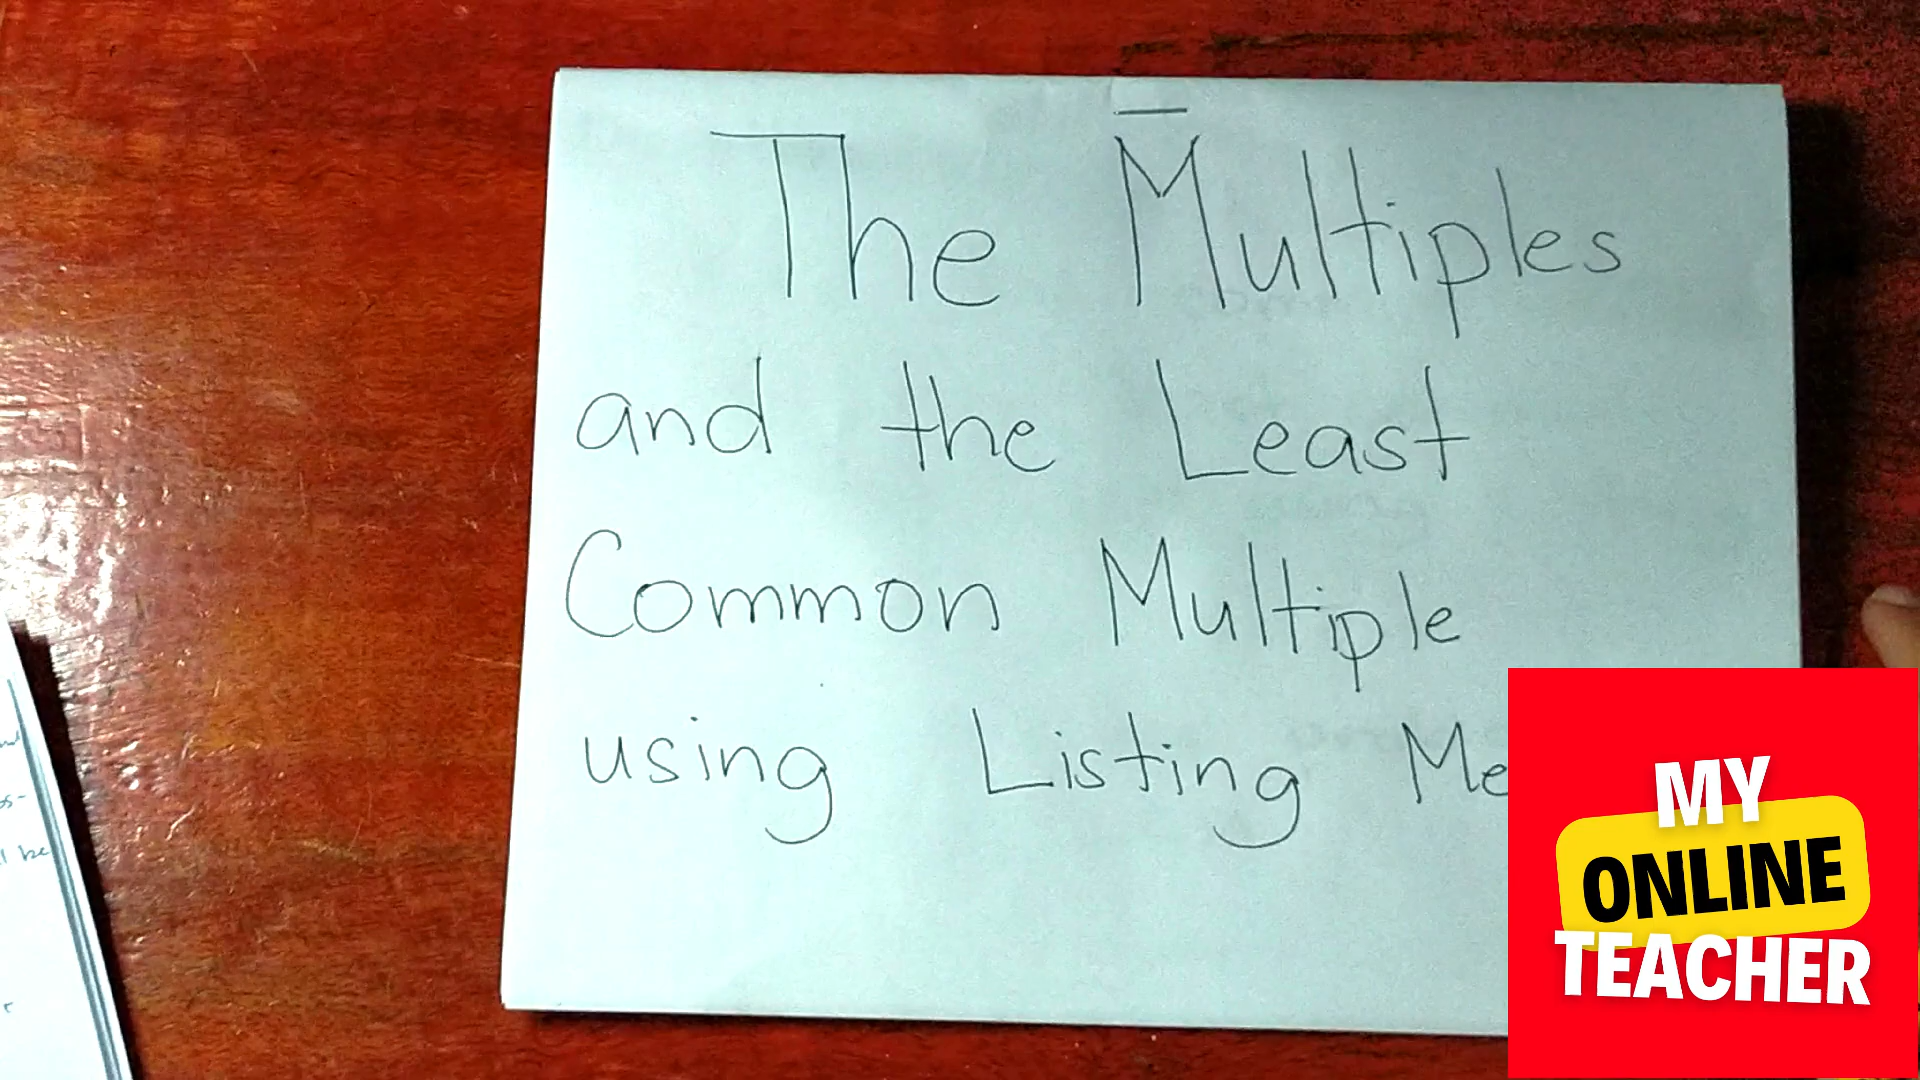 The Multiples
and the Least
Common Multiple
using Listing Me
MY
ONLINE
TEACHER